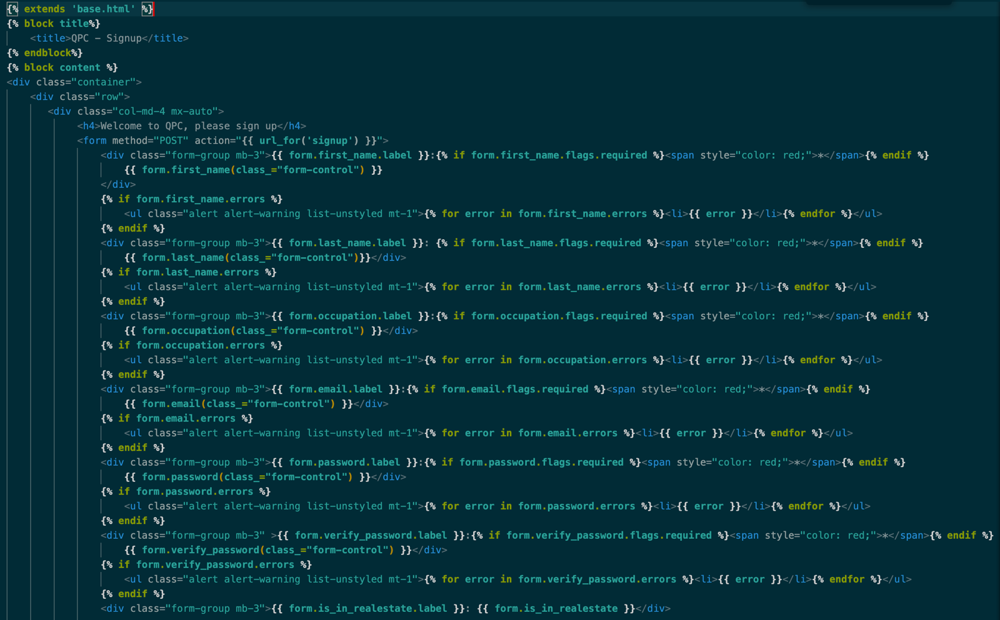 {% extends 'base.html' %}
{% block title%}
    <title>QPC – Signup</title>
{% endblock%}
{% block content %}
<div class="container">
    <div class="row">
       <div class="col-md-4 mx-auto">
            <h4>Welcome to QPC, please sign up</h4>
            <form method="POST" action="{{ url_for('signup') }}">
                <div class="form-group mb-3">{{ form.first_name.label }}:{% if form.first_name.flags.required %}<span style="color: red;">*</span>{% endif %}
                    {{ form.first_name(class_="form-control") }}
                </div>
                {% if form.first_name.errors %}
                    <ul class="alert alert-warning list-unstyled mt-1">{% for error in form.first_name.errors %}<li>{{ error }}</li>{% endfor %}</ul>
                {% endif %}
                <div class="form-group mb-3">{{ form.last_name.label }}: {% if form.last_name.flags.required %}<span style="color: red;">*</span>{% endif %}
                    {{ form.last_name(class_="form-control")}}</div>
                {% if form.last_name.errors %}
                    <ul class="alert alert-warning list-unstyled mt-1">{% for error in form.last_name.errors %}<li>{{ error }}</li>{% endfor %}</ul>
                {% endif %}
                <div class="form-group mb-3">{{ form.occupation.label }}:{% if form.occupation.flags.required %}<span style="color: red;">*</span>{% endif %}
                    {{ form.occupation(class_="form-control") }}</div>
                {% if form.occupation.errors %}
                    <ul class="alert alert-warning list-unstyled mt-1">{% for error in form.occupation.errors %}<li>{{ error }}</li>{% endfor %}</ul>
                {% endif %}
                <div class="form-group mb-3">{{ form.email.label }}:{% if form.email.flags.required %}<span style="color: red;">*</span>{% endif %}
                    {{ form.email(class_="form-control") }}</div>
                {% if form.email.errors %}
                    <ul class="alert alert-warning list-unstyled mt-1">{% for error in form.email.errors %}<li>{{ error }}</li>{% endfor %}</ul>
                {% endif %}
                <div class="form-group mb-3">{{ form.password.label }}:{% if form.password.flags.required %}<span style="color: red;">*</span>{% endif %}
                    {{ form.password(class_="form-control") }}</div>
                {% if form.password.errors %}
                    <ul class="alert alert-warning list-unstyled mt-1">{% for error in form.password.errors %}<li>{{ error }}</li>{% endfor %}</ul>
                {% endif %}
                <div class="form-group mb-3" >{{ form.verify_password.label }}:{% if form.verify_password.flags.required %}<span style="color: red;">*</span>{% endif %}
                    {{ form.verify_password(class_="form-control") }}</div>
                {% if form.verify_password.errors %}
                    <ul class="alert alert-warning list-unstyled mt-1">{% for error in form.verify_password.errors %}<li>{{ error }}</li>{% endfor %}</ul>
                {% endif %}
                <div class="form-group mb-3">{{ form.is_in_realestate.label }}: {{ form.is_in_realestate }}</div>